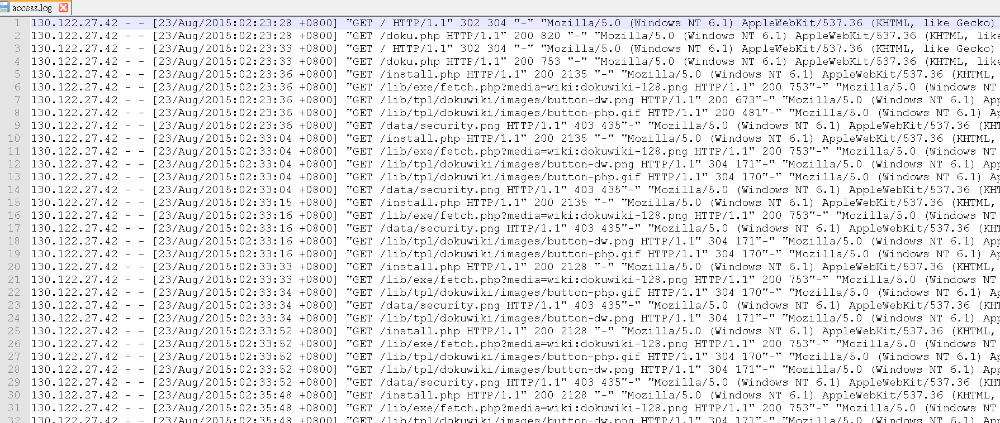 access.log
1 130.122.27.42 - - [23/Aug/2015:02:23:28 +0800] "GET / HTTP/1.1" 302 304 "-" "Mozilla/5.0 (Windows NT 6.1) AppleWebKit/537.36 (KHTML, like Gecko)
2 130.122.27.42 - - [23/Aug/2015:02:23:28 +0800] "GET /doku.php HTTP/1.1" 200 820 "-" "Mozilla/5.0 (Windows NT 6.1) AppleWebKit/537.36 (KHTML, like
3 130.122.27.42 - - [23/Aug/2015:02:23:33 +0800] "GET / HTTP/1.1" 302 304 "-" "Mozilla/5.0 (Windows NT 6.1) AppleWebKit/537.36 (KHTML, like Gecko)
4 130.122.27.42 - - [23/Aug/2015:02:23:33 +0800] "GET /doku.php HTTP/1.1" 200 753 "-" "Mozilla/5.0 (Windows NT 6.1) AppleWebKit/537.36 (KHTML, like
5 130.122.27.42 - - [23/Aug/2015:02:23:36 +0800] "GET /install.php HTTP/1.1" 200 2135 "-" "Mozilla/5.0 (Windows NT 6.1) AppleWebKit/537.36 (KHTML,
6 130.122.27.42 - - [23/Aug/2015:02:23:36 +0800] "GET /lib/exe/fetch.php?media=wiki:dokuwiki-128.png HTTP/1.1" 200 753"-" "Mozilla/5.0 (Windows NT
7 130.122.27.42 - - [23/Aug/2015:02:23:36 +0800] "GET /lib/tpl/dokuwiki/images/button-dw.png HTTP/1.1" 200 673"-" "Mozilla/5.0 (Windows NT 6.1) App
8 130.122.27.42 - - [23/Aug/2015:02:23:36 +0800] "GET /lib/tpl/dokuwiki/images/button-php.gif HTTP/1.1" 200 481"-" "Mozilla/5.0 (Windows NT 6.1) A
9 130.122.27.42 - - [23/Aug/2015:02:23:36 +0800] "GET /data/security.png HTTP/1.1" 403 435"-" "Mozilla/5.0 (Windows NT 6.1) AppleWebKit/537.36 (KHT
10 130.122.27.42 - - [23/Aug/2015:02:33:04 +0800] "GET /install.php HTTP/1.1" 200 2135 "-" "Mozilla/5.0 (Windows NT 6.1) AppleWebKit/537.36 (KHTML,
11 130.122.27.42 - - [23/Aug/2015:02:33:04 +0800] "GET /lib/exe/fetch.php?media=wiki:dokuwiki-128.png HTTP/1.1" 200 753"-" "Mozilla/5.0 (Windows NT
12 130.122.27.42 - - [23/Aug/2015:02:33:04 +0800] "GET /lib/tpl/dokuwiki/images/button-dw.png HTTP/1.1" 304 171"-" "Mozilla/5.0 (Windows NT 6.1) App
13 130.122.27.42 - - [23/Aug/2015:02:33:04 +0800] "GET /lib/tpl/dokuwiki/images/button-php.gif HTTP/1.1" 304 170"-" "Mozilla/5.0 (Windows NT 6.1) A
14 130.122.27.42 - - [23/Aug/2015:02:33:04 +0800] "GET /data/security.png HTTP/1.1" 403 435"-" "Mozilla/5.0 (Windows NT 6.1) AppleWebKit/537.36 (KHT
15 130.122.27.42 - - [23/Aug/2015:02:33:15 +0800] "GET /install.php HTTP/1.1" 200 2135 "-" "Mozilla/5.0 (Windows NT 6.1) AppleWebKit/537.36 (KHTML,
16 130.122.27.42 - - [23/Aug/2015:02:33:16 +0800] "GET /lib/exe/fetch.php?media=wiki:dokuwiki-128.png HTTP/1.1" 200 753"-" "Mozilla/5.0 (Windows NT
17 130.122.27.42 - - [23/Aug/2015:02:33:16 +0800] "GET /data/security.png HTTP/1.1" 403 435"-" "Mozilla/5.0 (Windows NT 6.1) AppleWebKit/537.36 (KHT
18 130.122.27.42 - - [23/Aug/2015:02:33:16 +0800] "GET /lib/tpl/dokuwiki/images/button-dw.png HTTP/1.1" 304 171"-" "Mozilla/5.0 (Windows NT 6.1) App
19 130.122.27.42 - - [23/Aug/2015:02:33:16 +0800] "GET /lib/tpl/dokuwiki/images/button-php.gif HTTP/1.1" 304 170"-" "Mozilla/5.0 (Windows NT 6.1) A
20 130.122.27.42 - - [23/Aug/2015:02:33:33 +0800] "GET /install.php HTTP/1.1" 200 2128 "-" "Mozilla/5.0 (Windows NT 6.1) AppleWebKit/537.36 (KHTML,
21 130.122.27.42 - - [23/Aug/2015:02:33:33 +0800] "GET /lib/exe/fetch.php?media=wiki:dokuwiki-128.png HTTP/1.1" 200 753"-" "Mozilla/5.0 (Windows NT
22 130.122.27.42 - - [23/Aug/2015:02:33:34 +0800] "GET /lib/tpl/dokuwiki/images/button-php.gif HTTP/1.1" 304 170"-" "Mozilla/5.0 (Windows NT 6.1) A
23 130.122.27.42 - - [23/Aug/2015:02:33:34 +0800] "GET /data/security.png HTTP/1.1" 403 435"-" "Mozilla/5.0 (Windows NT 6.1) AppleWebKit/537.36 (KHT
24 130.122.27.42 - - [23/Aug/2015:02:33:34 +0800] "GET /lib/tpl/dokuwiki/images/button-dw.png HTTP/1.1" 304 171"-" "Mozilla/5.0 (Windows NT 6.1) App
25 130.122.27.42 - - [23/Aug/2015:02:33:52 +0800] "GET /install.php HTTP/1.1" 200 2128 "-" "Mozilla/5.0 (Windows NT 6.1) AppleWebKit/537.36 (KHTML,
26 130.122.27.42 - - [23/Aug/2015:02:33:52 +0800] "GET /lib/exe/fetch.php?media=wiki:dokuwiki-128.png HTTP/1.1" 200 753"-" "Mozilla/5.0 (Windows NT
27 130.122.27.42 - - [23/Aug/2015:02:33:52 +0800] "GET /lib/tpl/dokuwiki/images/button-php.gif HTTP/1.1" 304 170"-" "Mozilla/5.0 (Windows NT 6.1) A
28 130.122.27.42 - - [23/Aug/2015:02:33:52 +0800] "GET /lib/tpl/dokuwiki/images/button-dw.png HTTP/1.1" 304 171"-" "Mozilla/5.0 (Windows NT 6.1) App
29 130.122.27.42 - - [23/Aug/2015:02:33:52 +0800] "GET /data/security.png HTTP/1.1" 403 435"-" "Mozilla/5.0 (Windows NT 6.1) AppleWebKit/537.36 (KHT
30 130.122.27.42 - - [23/Aug/2015:02:35:48 +0800] "GET /install.php HTTP/1.1" 200 2128 "-" "Mozilla/5.0 (Windows NT 6.1) AppleWebKit/537.36 (KHTML,
31 130.122.27.42 - - [23/Aug/2015:02:35:48 +0800] "GET /lib/exe/fetch.php?media=wiki:dokuwiki-128.png HTTP/1.1" 200 753"-" "Mozilla/5.0 (Windows NT
32 130.122.27.42 - - [23/Aug/2015:02:35:48 +0800] "GET /lib/tpl/dokuwiki/images/button-dw.png HTTP/1.1" 304 171"-" "Mozilla/5.0 (Windows NT 6.1) App